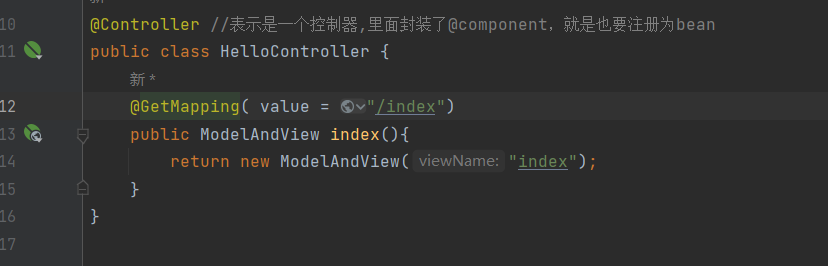 新
10 @Controller //表示是一个控制器,里面封装了@component，就是也要注册为bean
11 public class HelloController {
新 *
12 @GetMapping( value = "/index")
13 public ModelAndView index(){
14 return new ModelAndView( viewName: "index");
15 }
16 }
17